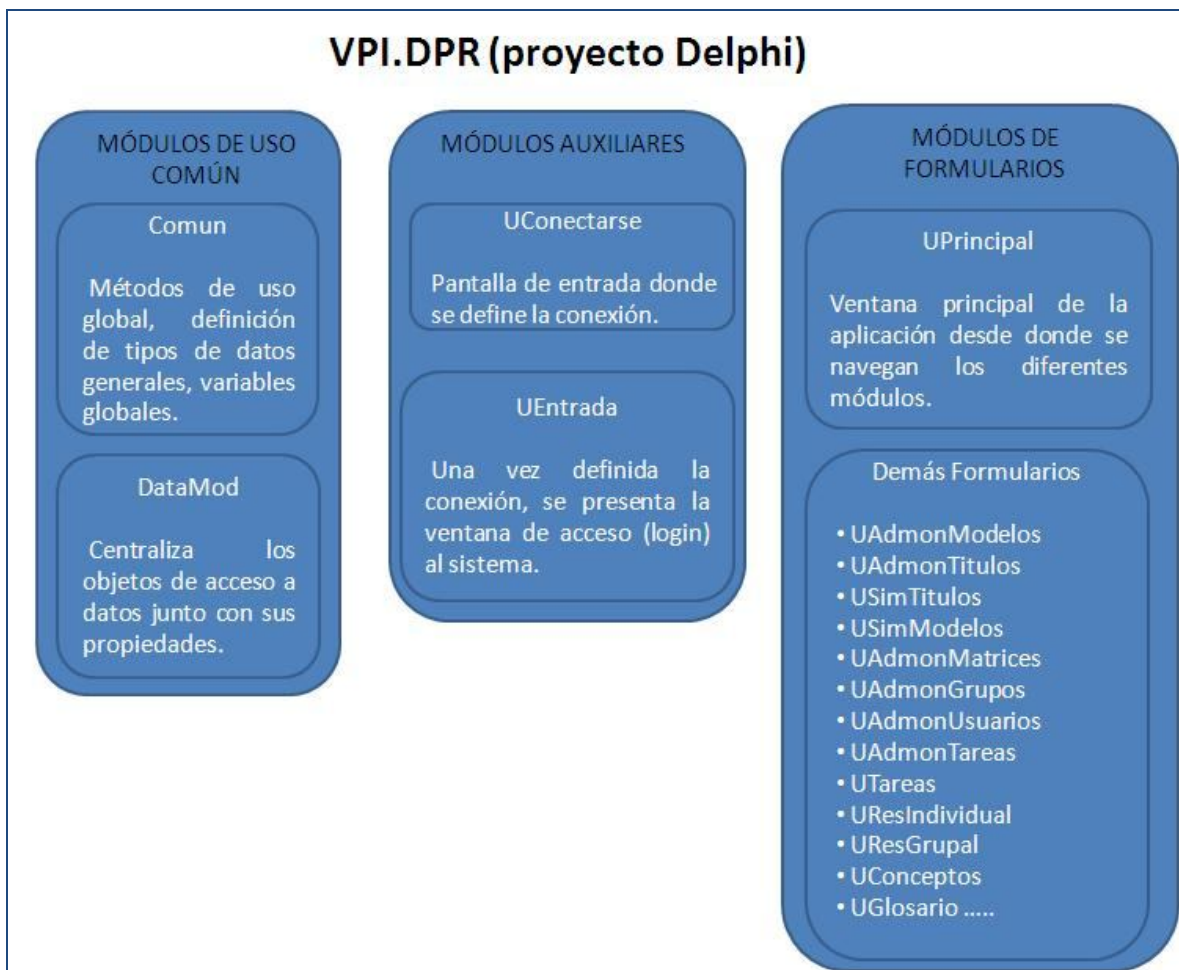 VPI.DPR (proyecto Delphi)
MÓDULOS DE USO
COMÚN
Comun
Métodos de uso
global, definición
de tipos de datos
generales, variables
globales.
DataMod
Centraliza los
objetos de acceso a
datos junto con sus
propiedades.
MÓDULOS AUXILIARES
UConectarse
Pantalla de entrada donde
se define la conexión.
UEntrada
Una vez definida la
conexión, se presenta la
ventana de acceso (login)
al sistema.
MÓDULOS DE
FORMULARIOS
UPrincipal
Ventana principal de la
aplicación desde donde se
navegan los diferentes
módulos.
Demás Formularios
• UAdmonModelos
• UAdmonTitulos
• USimTitulos
• USimModelos
• UAdmonMatrices
• UAdmonGrupos
• UAdmonUsuarios
• UAdmonTareas
• UTareas
• UResIndividual
• UResGrupal
• UConceptos
• UGlosario .....